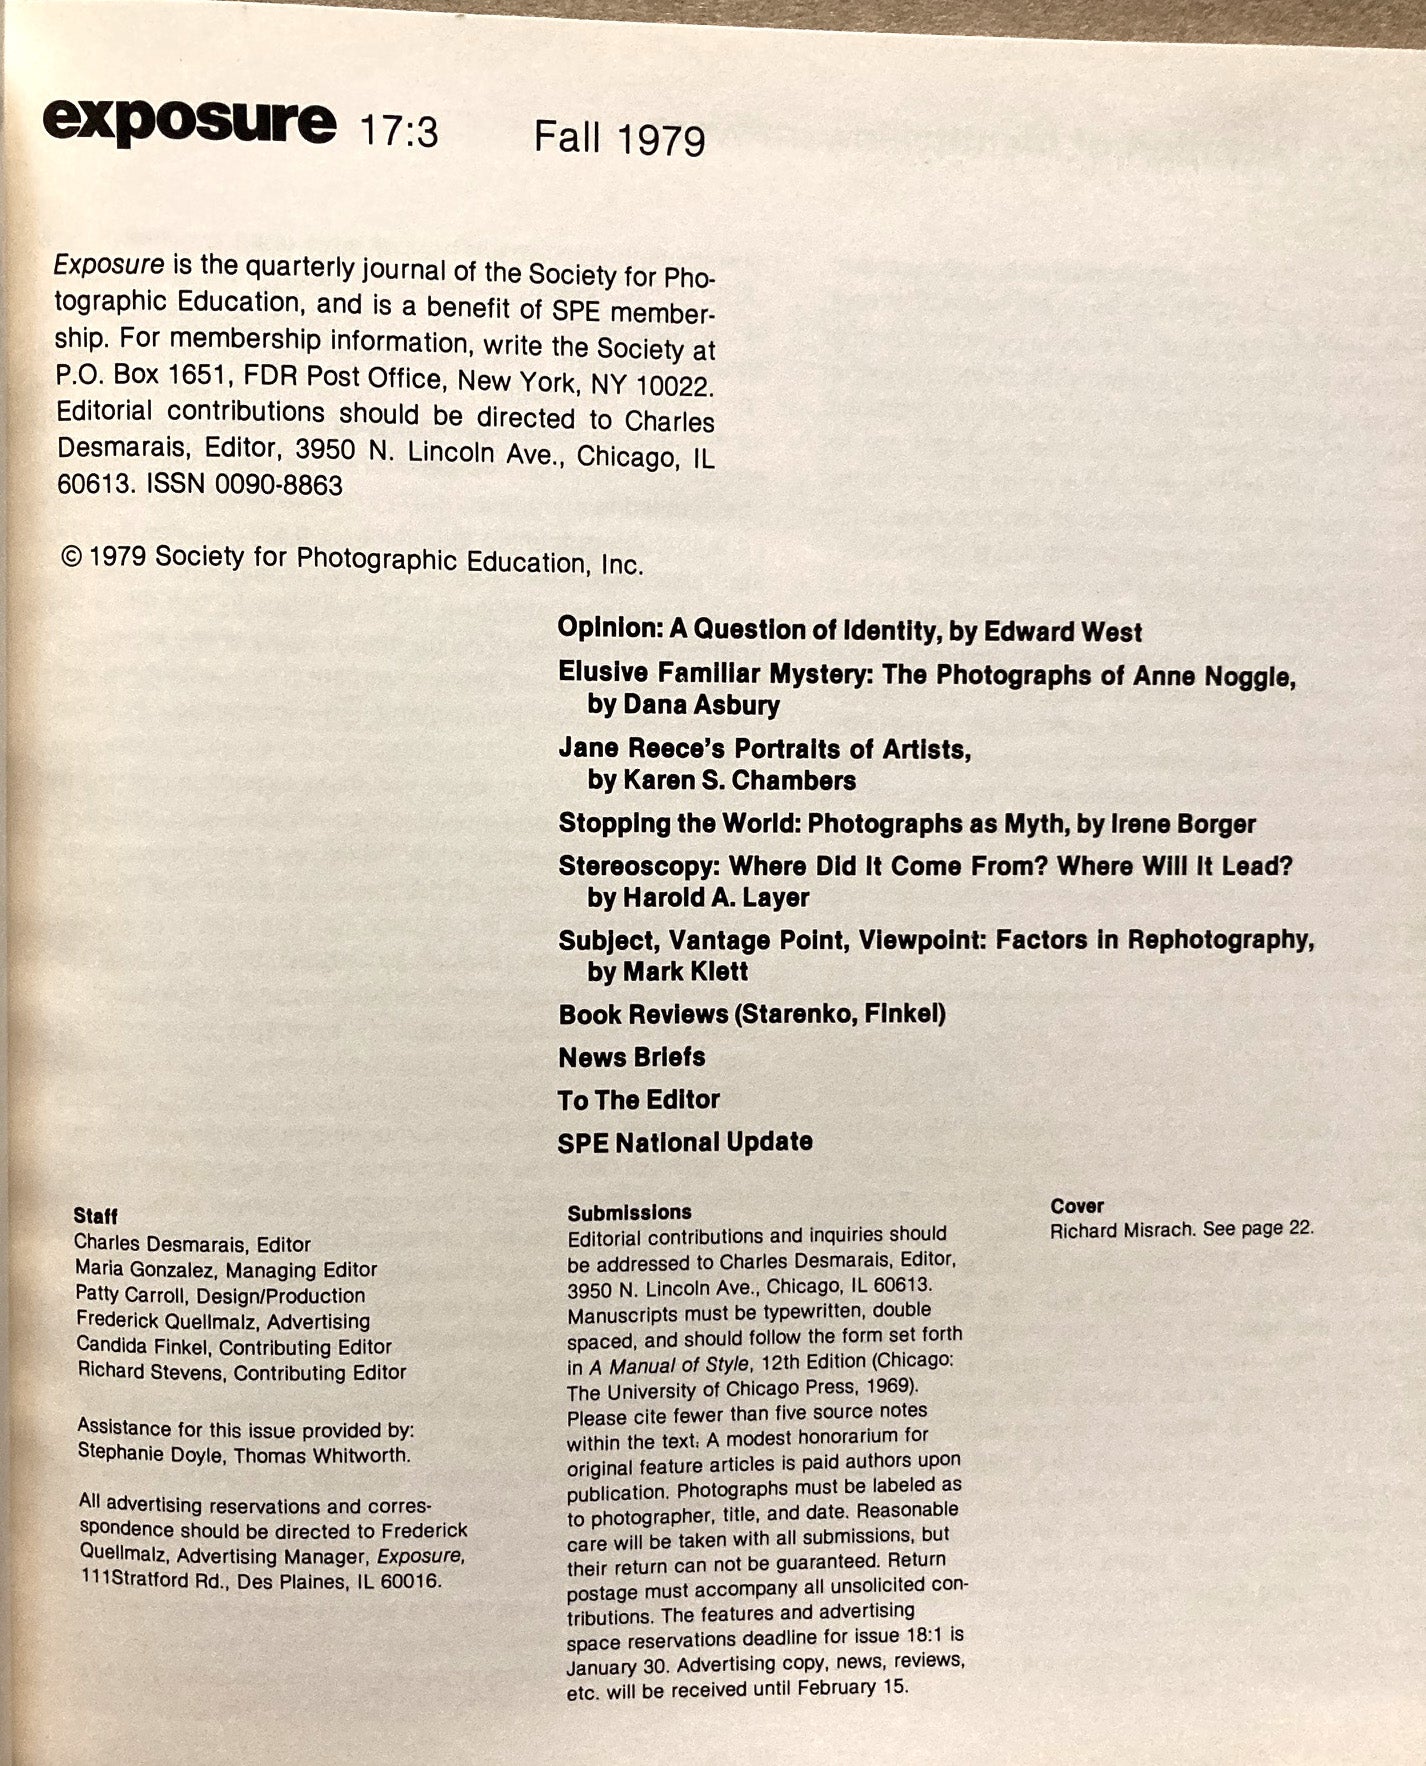 exposure 17:3 Fall 1979
Exposure is the quarterly journal of the Society for Pho-
tographic Education, and is a benefit of SPE member-
ship. For membership information, write the Society at
P.O. Box 1651, FDR Post Office, New York, NY 10022.
Editorial contributions should be directed to Charles
Desmarais, Editor, 3950 N. Lincoln Ave., Chicago, IL
60613. ISSN 0090-8863
© 1979 Society for Photographic Education, Inc.
Opinion: A Question of Identity, by Edward West
Elusive Familiar Mystery: The Photographs of Anne Noggle,
by Dana Asbury
Jane Reece's Portraits of Artists,
by Karen S. Chambers
Stopping the World: Photographs as Myth, by Irene Borger
Stereoscopy: Where Did It Come From? Where Will It Lead?
by Harold A. Layer
Subject, Vantage Point, Viewpoint: Factors in Rephotography,
by Mark Klett
Book Reviews (Starenko, Finkel)
News Briefs
To The Editor
SPE National Update
Staff
Charles Desmarais, Editor
Maria Gonzalez, Managing Editor
Patty Carroll, Design/Production
Frederick Quellmalz, Advertising
Candida Finkel, Contributing Editor
Richard Stevens, Contributing Editor
Assistance for this issue provided by:
Stephanie Doyle, Thomas Whitworth.
All advertising reservations and corres-
spondence should be directed to Frederick
Quellmalz, Advertising Manager, Exposure,
111Stratford Rd., Des Plaines, IL 60016.
Submissions
Editorial contributions and inquiries should
be addressed to Charles Desmarais, Editor,
3950 N. Lincoln Ave., Chicago, IL 60613.
Manuscripts must be typewritten, double
spaced, and should follow the form set forth
in A Manual of Style, 12th Edition (Chicago:
The University of Chicago Press, 1969).
Please cite fewer than five source notes
within the text. A modest honorarium for
original feature articles is paid authors upon
publication. Photographs must be labeled as
to photographer, title, and date. Reasonable
care will be taken with all submissions, but
their return can not be guaranteed. Return
postage must accompany all unsolicited con-
tributions. The features and advertising
space reservations deadline for issue 18:1 is
January 30. Advertising copy, news, reviews,
etc. will be received until February 15.
Cover
Richard Misrach. See page 22.